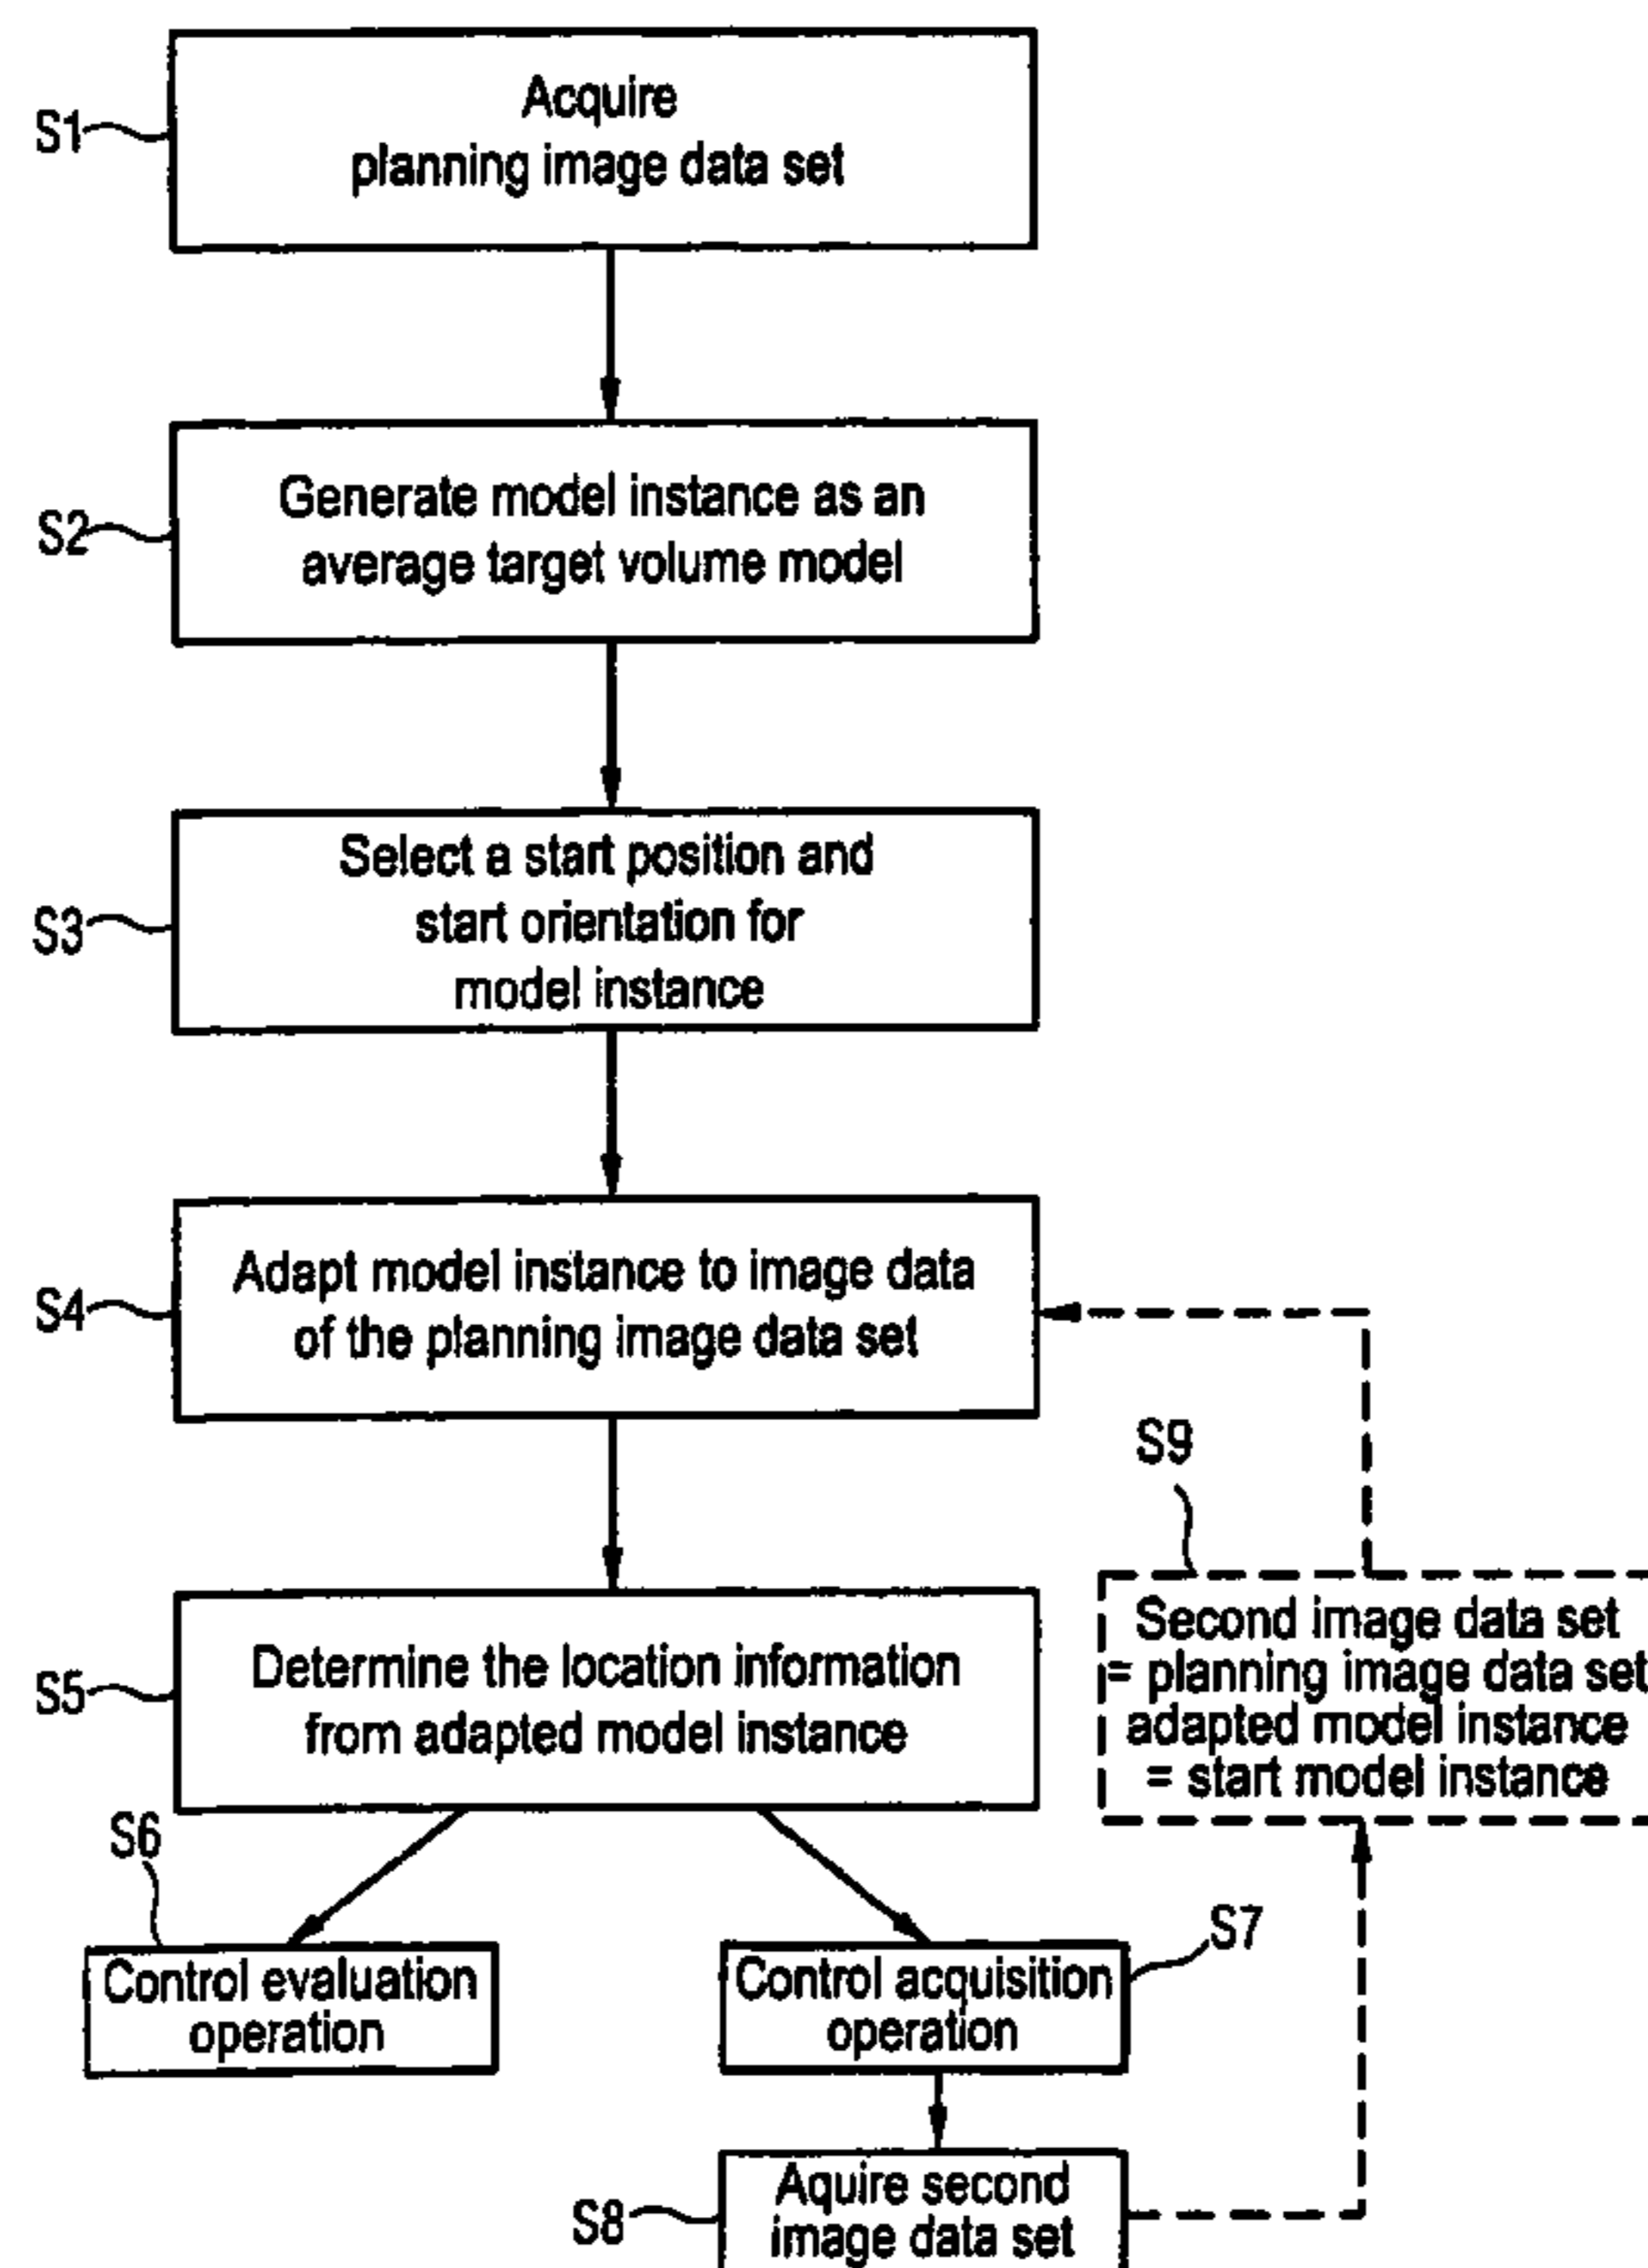 S1
Acquire
planning image data set
S2
Generate model instance as an
average target volume model
S3
Select a start position and
start orientation for
model instance
S4
Adapt model instance to image data
of the planning image data set
S9
Second image data set
= planning image data set
adapted model instance
= start model instance
S5
Determine the location information
from adapted model instance
S6
Control evaluation
operation
S7
Control acquisition
operation
S8
Aquire second
image data set